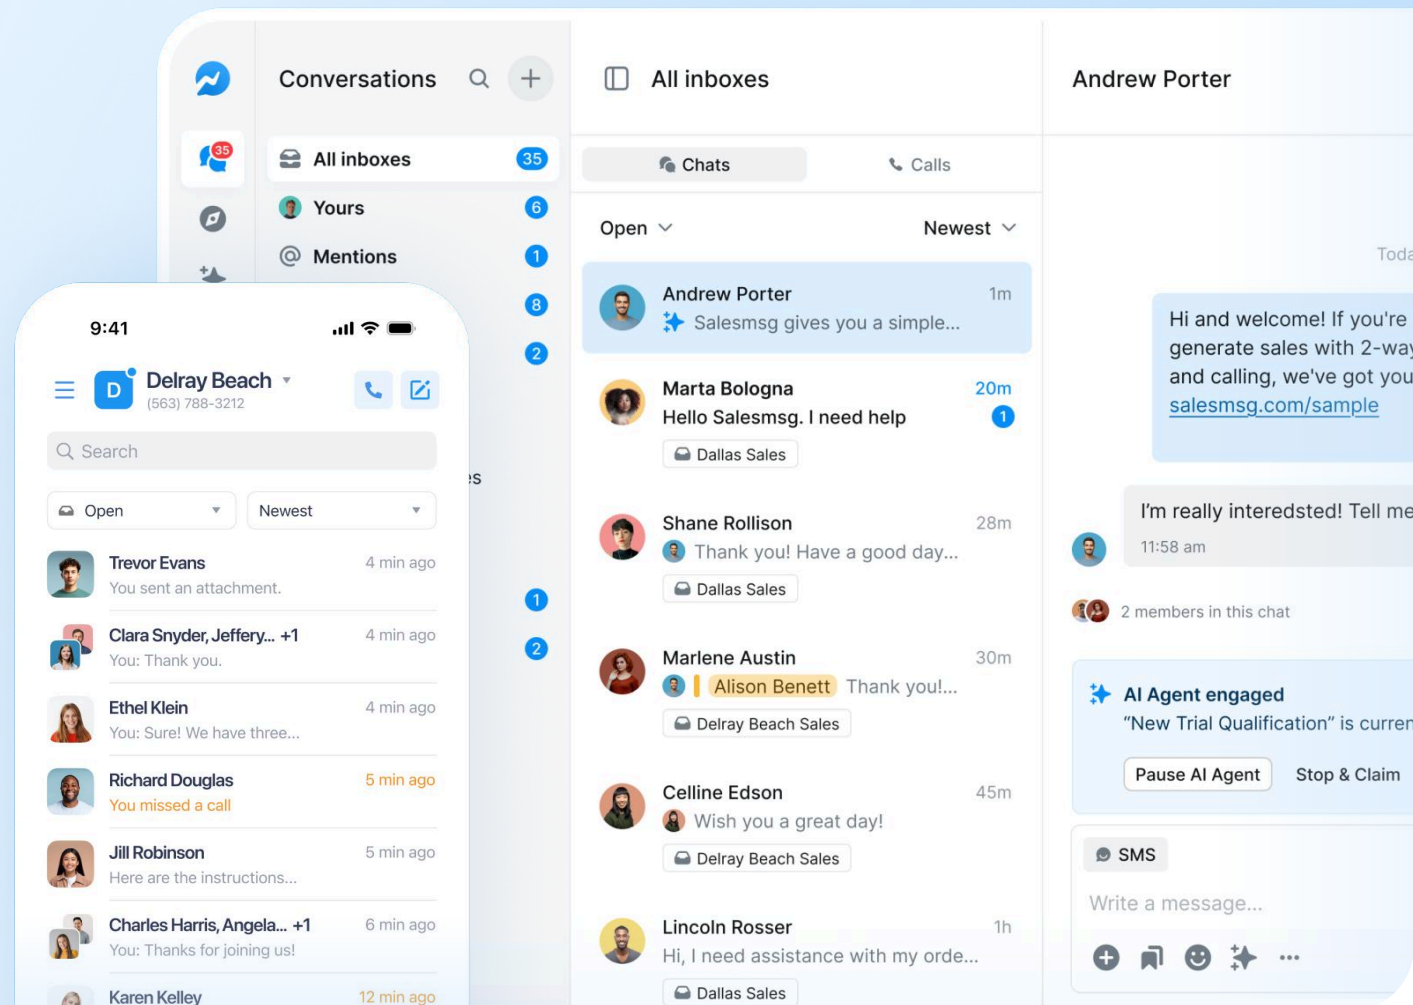 Conversations
35
All inboxes 35
Yours 6
Mentions 1
8
2
1
2
All inboxes
Chats Calls
Open Newest
Andrew Porter 1m
Salesmsg gives you a simple...
Marta Bologna 20m
Hello Salesmsg. I need help 1
Dallas Sales
Shane Rollison 28m
Thank you! Have a good day...
Dallas Sales
Marlene Austin 30m
Alison Benett Thank you!...
Delray Beach Sales
Celline Edson 45m
Wish you a great day!
Delray Beach Sales
Lincoln Rosser 1h
Hi, I need assistance with my orde...
Dallas Sales
Andrew Porter
Hi and welcome! If you're
generate sales with 2-way
and calling, we've got you
salesmsg.com/sample
I'm really interedsted! Tell me
11:58 am
2 members in this chat
AI Agent engaged
“New Trial Qualification” is
Pause AI Agent Stop & Claim
SMS
Write a message...
9:41
D Delray Beach
(563) 788-3212
Search
Open Newest
Trevor Evans 4 min ago
You sent an attachment.
Clara Snyder, Jeffery... +1 4 min ago
You: Thank you.
Ethel Klein 4 min ago
You: Sure! We have three...
Richard Douglas 5 min ago
You missed a call
Jill Robinson 5 min ago
Here are the instructions...
Charles Harris, Angela... +1 6 min ago
You: Thanks for joining us!
Karen Kelley 12 min ago